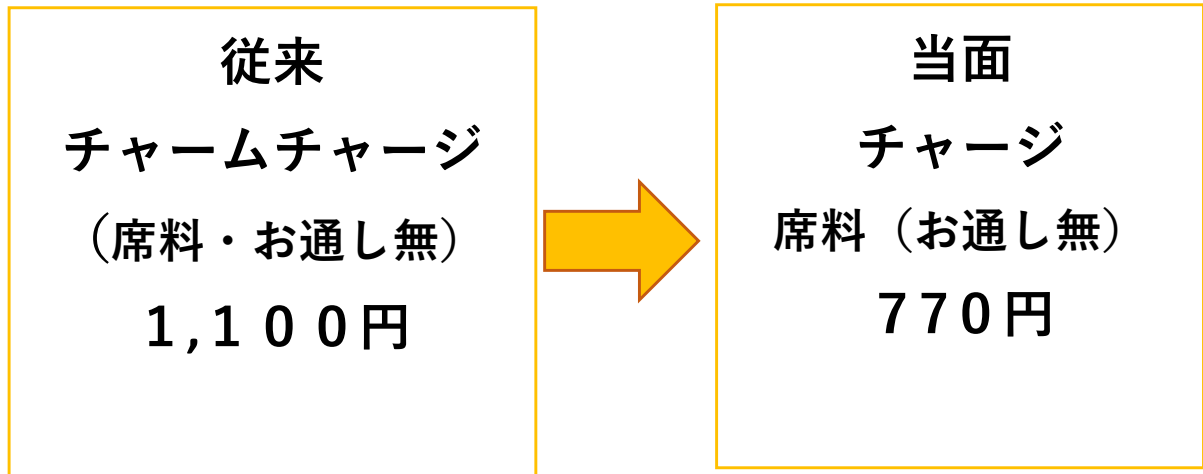 従来
チャームチャージ
（席料・お通し無）
１,１００円
当面
チャージ
席料（お通し無）
７７０円